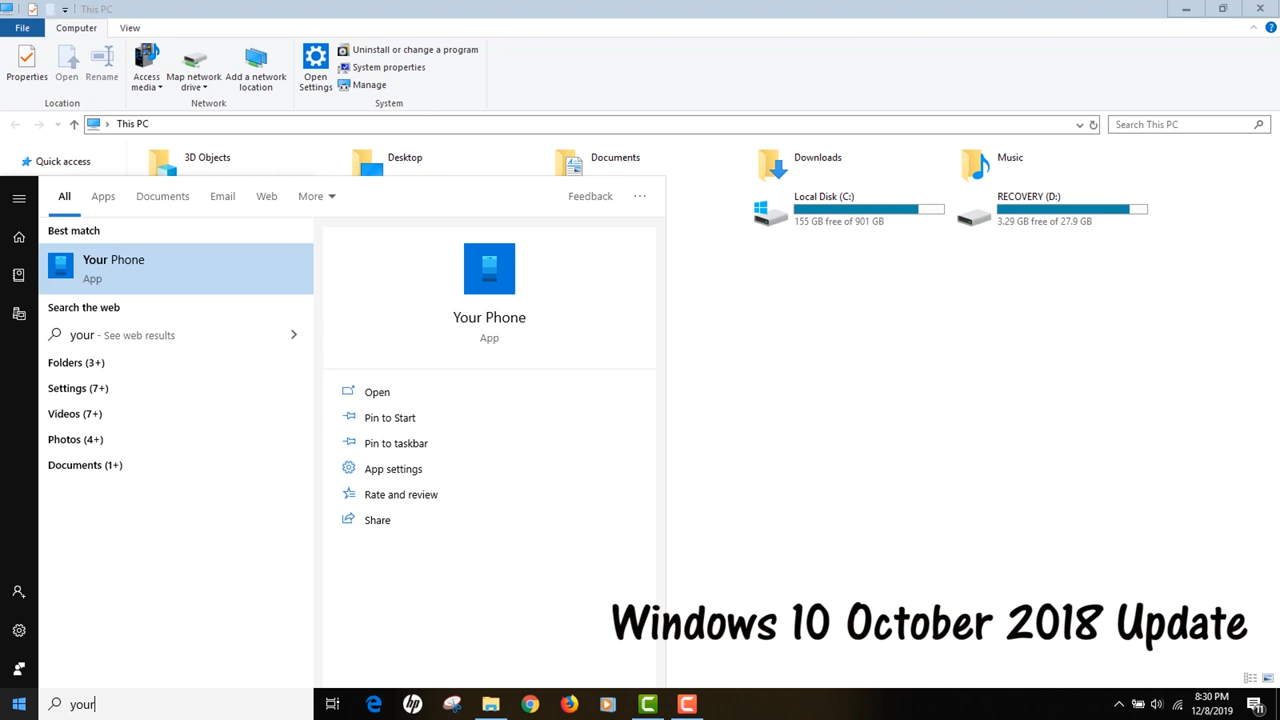 This PC
File Computer View
Properties Open Rename Access media Map network drive Add a network location Open Settings Uninstall or change a program
System properties
Manage
Location Network System
This PC Search This PC
Quick access 3D Objects Desktop Documents Downloads Music
Local Disk (C:) RECOVERY (D:)
155 GB free of 901 GB 3.29 GB free of 27.9 GB
All Apps Documents Email Web More Feedback ...
Best match
Your Phone
App
Search the web
your - See web results
Folders (3+)
Settings (7+)
Videos (7+)
Photos (4+)
Documents (1+)
Your Phone
App
Open
Pin to Start
Pin to taskbar
App settings
Rate and review
Share
Windows 10 October 2018 Update
your
hp
8:30 PM
12/8/2019
11